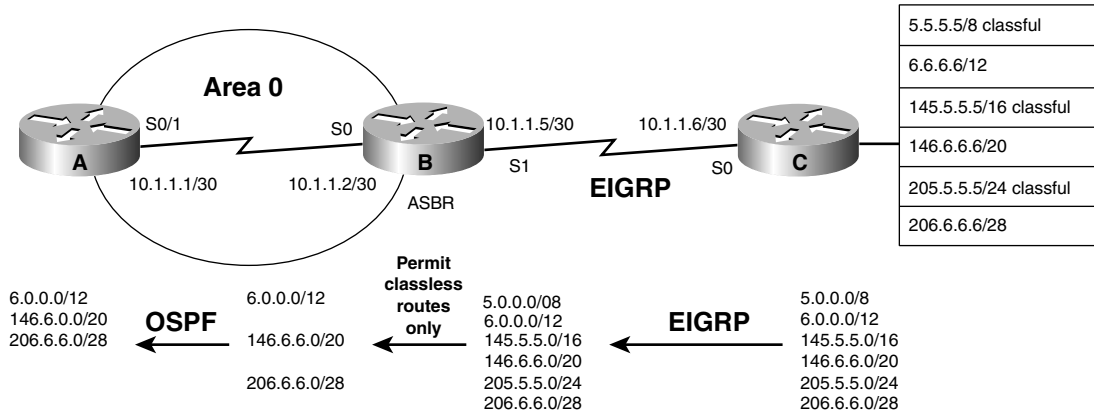 Area 0
A
S0/1
10.1.1.1/30
S0
10.1.1.2/30
B
ASBR
10.1.1.5/30
S1
EIGRP
10.1.1.6/30
S0
C
5.5.5.5/8 classful
6.6.6.6/12
145.5.5.5/16 classful
146.6.6.6/20
205.5.5.5/24 classful
206.6.6.6/28
6.0.0.0/12
146.6.0.0/20
206.6.6.0/28
OSPF
6.0.0.0/12
146.6.6.0/20
206.6.6.0/28
Permit
classless
routes
only
5.0.0.0/08
6.0.0.0/12
145.5.5.0/16
146.6.6.0/20
205.5.5.0/24
206.6.6.0/28
EIGRP
5.0.0.0/8
6.0.0.0/12
145.5.5.0/16
146.6.6.0/20
205.5.5.0/24
206.6.6.0/28